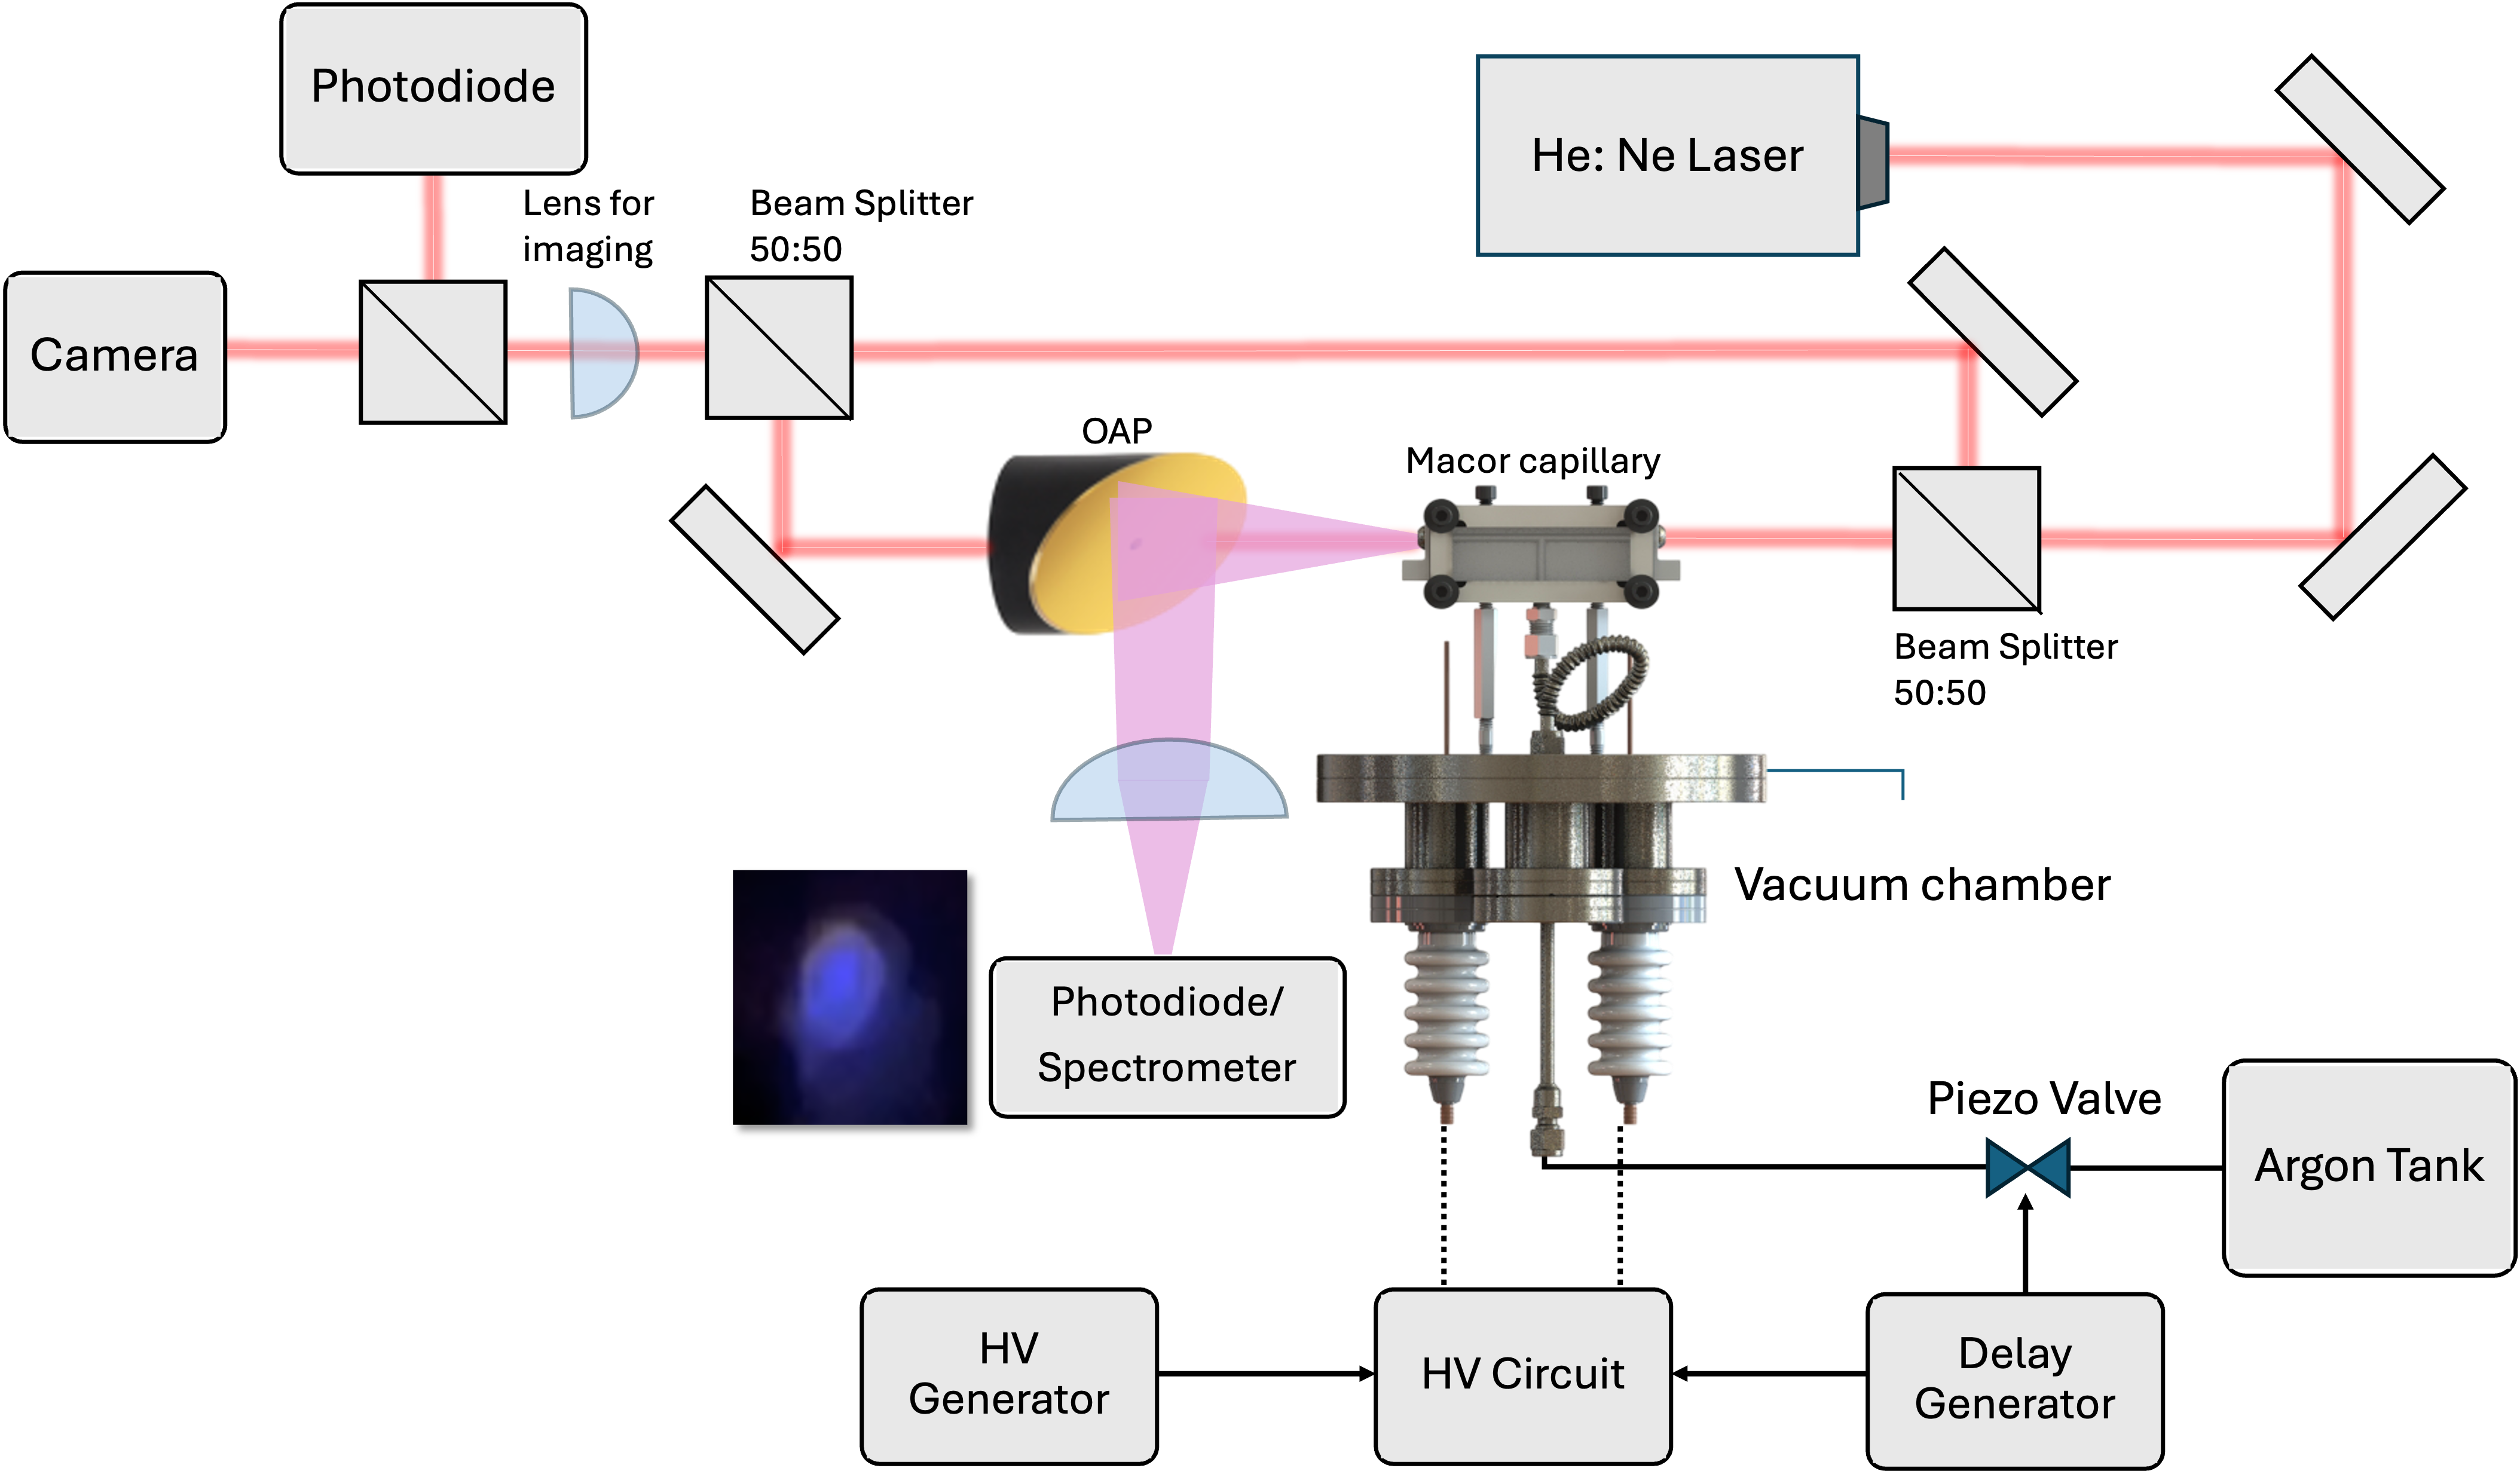 Photodiode
He: Ne Laser
Lens for
imaging
Beam Splitter
50:50
Camera
OAP
Macor capillary
Beam Splitter
50:50
Vacuum chamber
Photodiode/
Spectrometer
Piezo Valve
Argon Tank
HV
Generator
HV Circuit
Delay
Generator